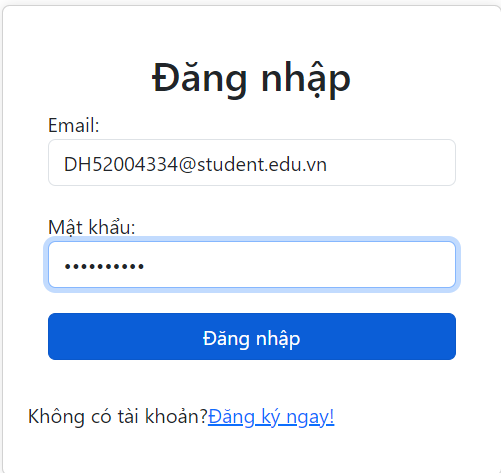 Đăng nhập
Email:
DH52004334@student.edu.vn
Mật khẩu:
••••••••••
Đăng nhập
Không có tài khoản?Đăng ký ngay!